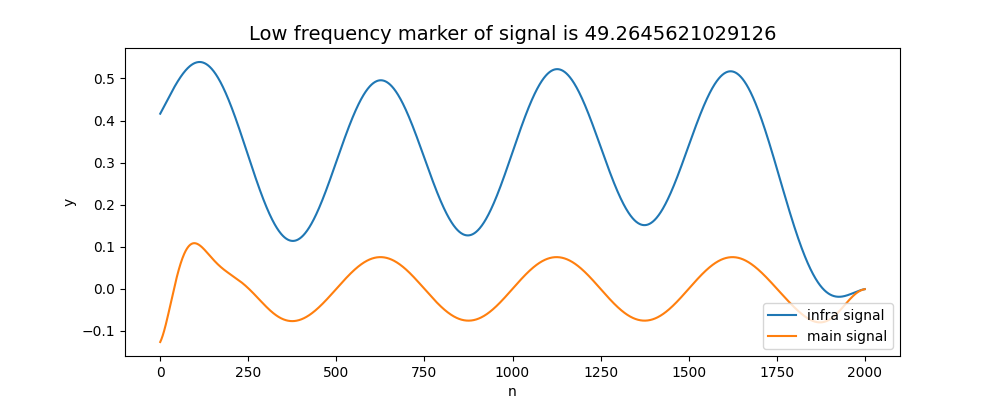 Low frequency marker of signal is 49.2645621029126
0.5
0.4
0.3
0.2
0.1
0.0
−0.1
y
0 250 500 750 1000 1250 1500 1750 2000
n
infra signal
main signal